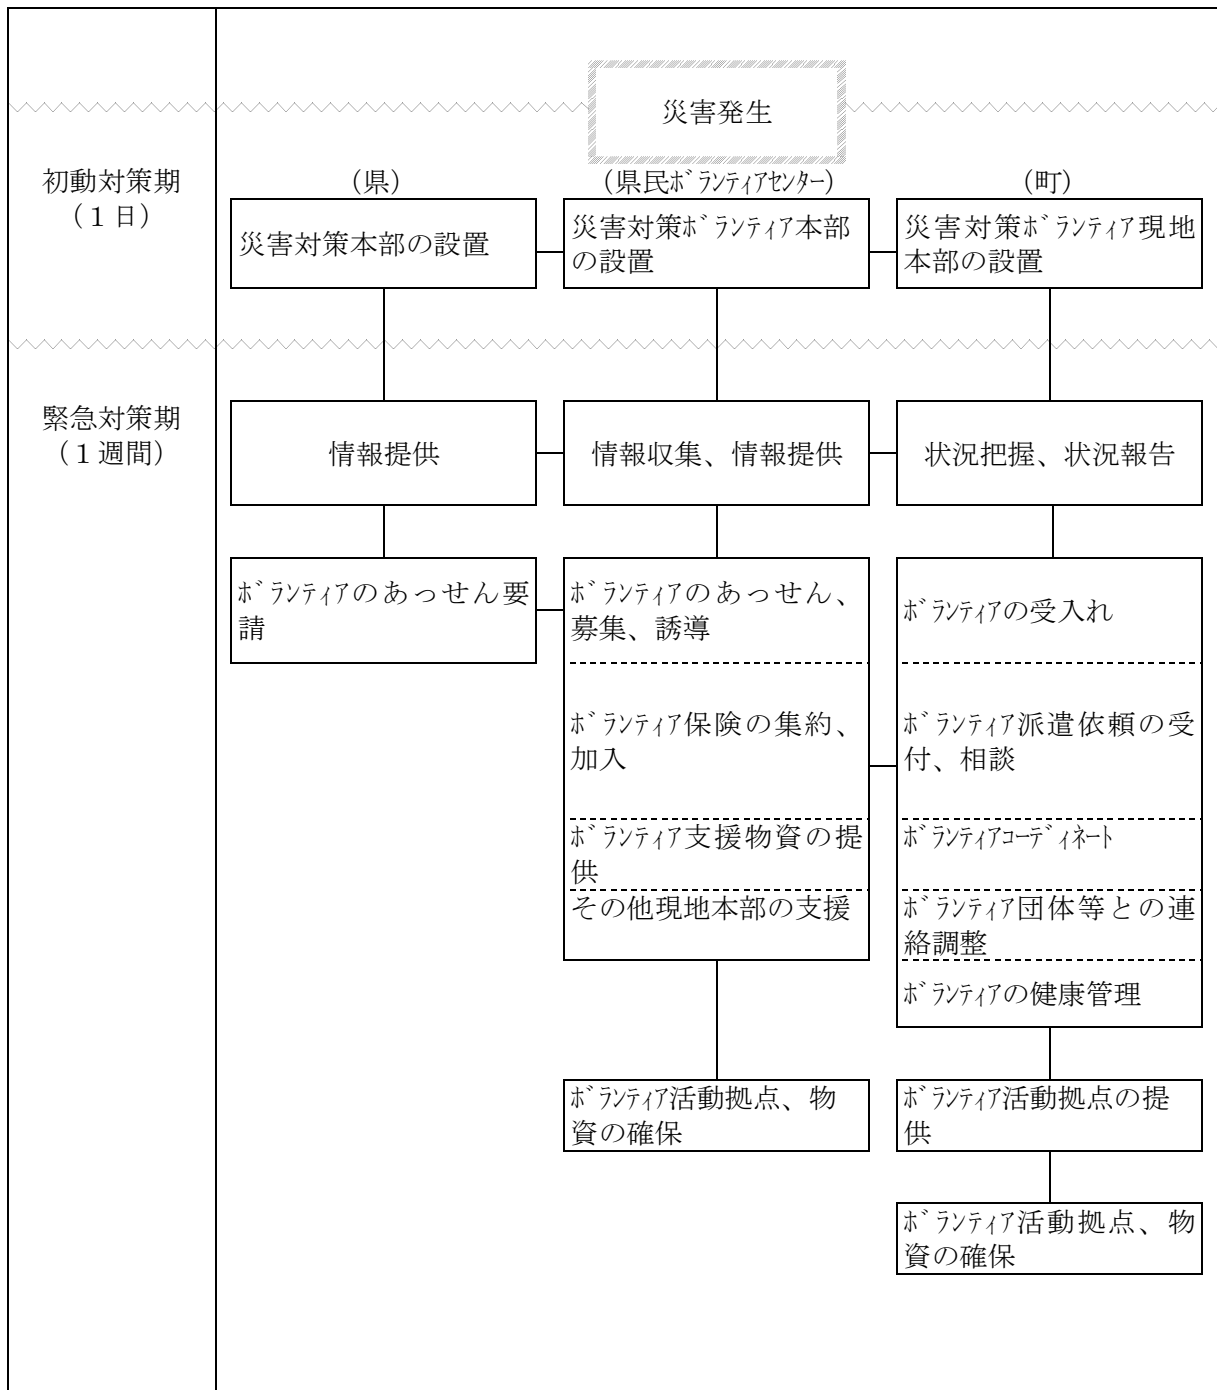 災害発生
初動対策期
（１日）
（県）
（県民ﾎﾞﾗﾝﾃｨｱｾﾝﾀｰ）
（町）
災害対策本部の設置
災害対策ﾎﾞﾗﾝﾃｨｱ本部
の設置
災害対策ﾎﾞﾗﾝﾃｨｱ現地
本部の設置
緊急対策期
（１週間）
情報提供
情報収集、情報提供
状況把握、状況報告
ﾎﾞﾗﾝﾃｨｱのあっせん要
請
ﾎﾞﾗﾝﾃｨｱのあっせん、
募集、誘導
ﾎﾞﾗﾝﾃｨｱ保険の集約、
加入
ﾎﾞﾗﾝﾃｨｱ支援物資の提
供
その他現地本部の支援
ﾎﾞﾗﾝﾃｨｱの受入れ
ﾎﾞﾗﾝﾃｨｱ派遣依頼の受
付、相談
ﾎﾞﾗﾝﾃｨｱｺｰﾃﾞｨﾈｰﾄ
ﾎﾞﾗﾝﾃｨｱ団体等との連
絡調整
ﾎﾞﾗﾝﾃｨｱの健康管理
ﾎﾞﾗﾝﾃｨｱ活動拠点、物
資の確保
ﾎﾞﾗﾝﾃｨｱ活動拠点の提
供
ﾎﾞﾗﾝﾃｨｱ活動拠点、物
資の確保